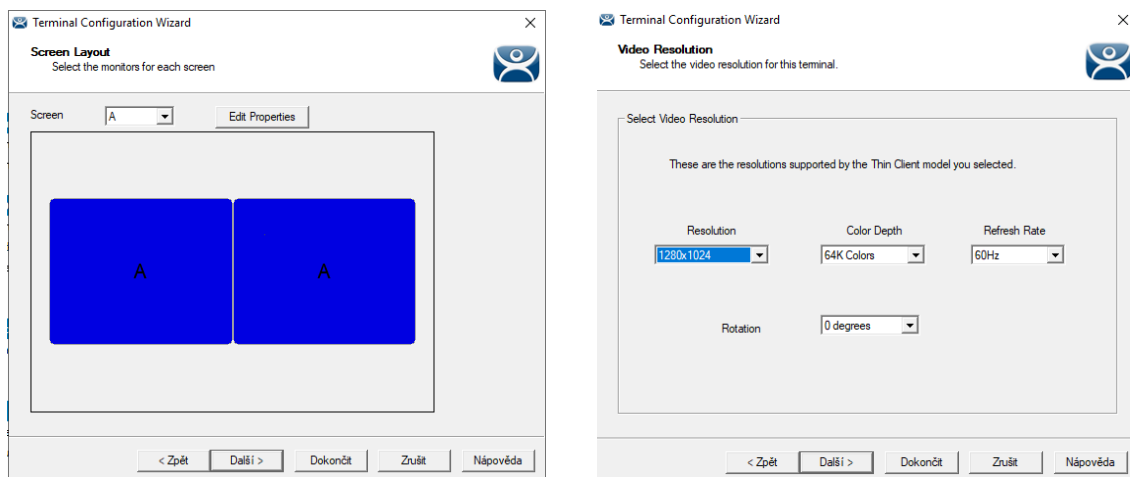 Terminal Configuration Wizard
Screen Layout
Select the monitors for each screen
Screen
A
Edit Properties
A
A
< Zpět
Další >
Dokončit
Zrušit
Nápověda
Terminal Configuration Wizard
Video Resolution
Select the video resolution for this terminal.
Select Video Resolution
These are the resolutions supported by the Thin Client model you selected.
Resolution
Color Depth
Refresh Rate
1280x1024
64K Colors
60Hz
Rotation
0 degrees
< Zpět
Další >
Dokončit
Zrušit
Nápověda